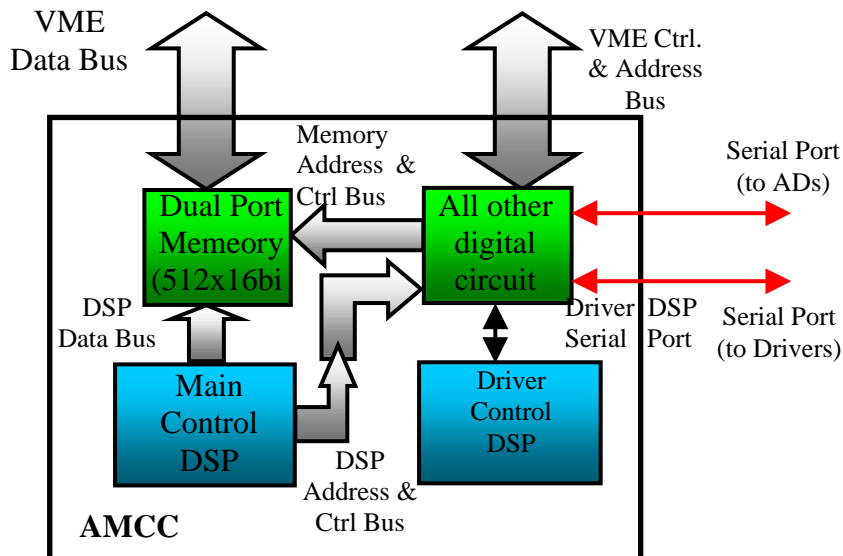 VME
Data Bus
VME Ctrl.
& Address
Bus
Memory
Address &
Ctrl Bus
Serial Port
(to ADs)
Dual Port
Memeory
(512x16bi
All other
digital
circuit
DSP
Data Bus
Driver DSP
Serial Port
Serial Port
(to Drivers)
Main
Control
DSP
Driver
Control
DSP
DSP
Address &
Ctrl Bus
AMCC